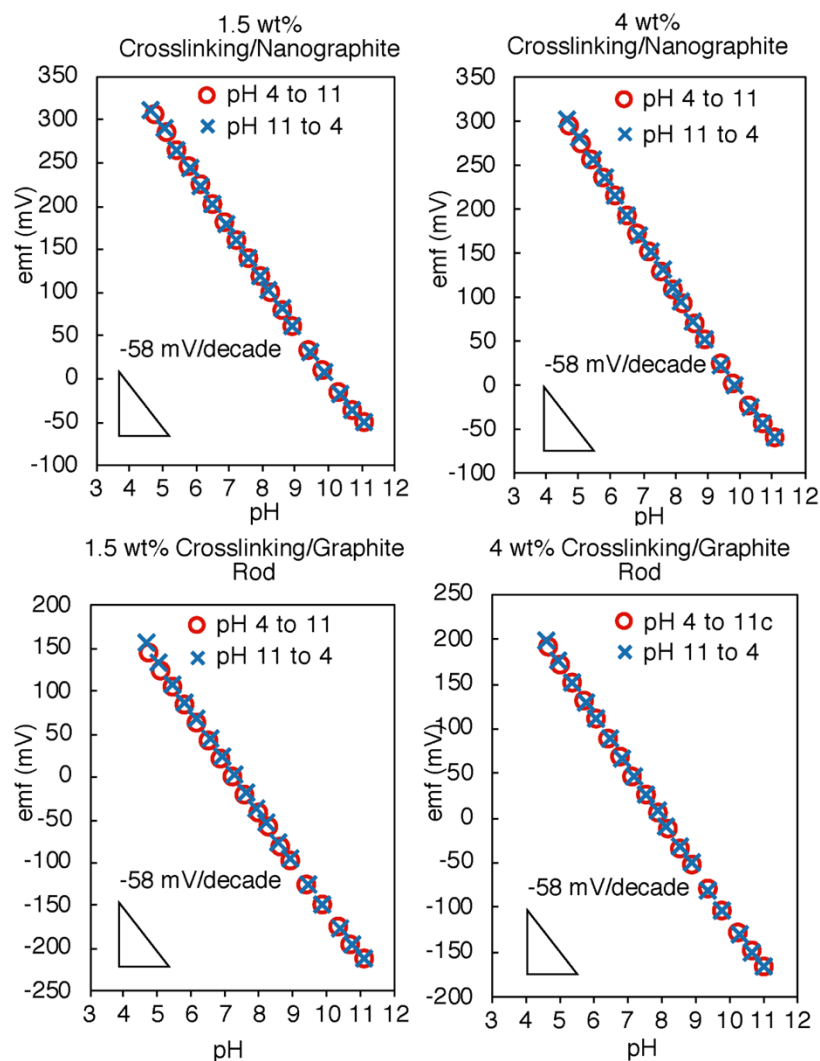 1.5 wt%
Crosslinking/Nanographite
350
300
250
200
150
100
50
0
-50
-100
emf (mV)
pH 4 to 11
pH 11 to 4
-58 mV/decade
3 4 5 6 7 8 9 10 11 12
pH
4 wt%
Crosslinking/Nanographite
350
300
250
200
150
100
50
0
-50
-100
emf (mV)
pH 4 to 11
pH 11 to 4
-58 mV/decade
3 4 5 6 7 8 9 10 11 12
pH
1.5 wt% Crosslinking/Graphite
Rod
200
150
100
50
0
-50
-100
-150
-200
-250
emf (mV)
pH 4 to 11
pH 11 to 4
-58 mV/decade
3 4 5 6 7 8 9 10 11 12
pH
4 wt% Crosslinking/Graphite
Rod
250
200
150
100
50
0
-50
-100
-150
-200
emf (mV)
pH 4 to 11c
pH 11 to 4
-58 mV/decade
3 4 5 6 7 8 9 10 11 12
pH